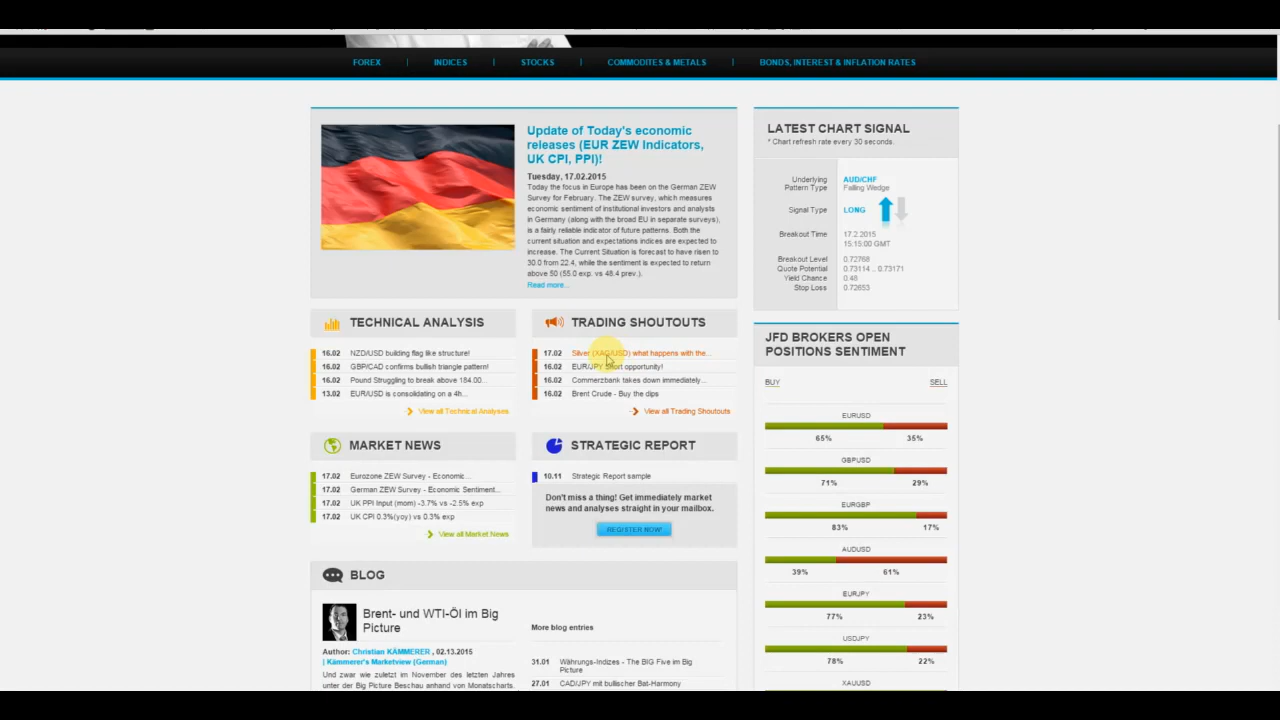 FOREX
INDICES
STOCKS
COMMODITES & METALS
BONDS, INTEREST & INFLATION RATES
Update of Today's economic
releases (EUR ZEW Indicators,
UK CPI, PPI)!
Tuesday, 17.02.2015
Today the focus in Europe has been on the German ZEW
Survey for February. The ZEW survey, which measures
economic sentiment of institutional investors and analysts
in Germany (along with the broad EU in separate surveys),
is a fairly reliable indicator of future patterns. Both the
current situation and expectations indices are expected to
increase. The Current Situation is forecast to have risen to
30.0 from 22.4, while the sentiment is expected to return
above 50 (55.0 exp. vs 48.4 prev.).
Read more...
TECHNICAL ANALYSIS
16.02 NZD/USD building flag like structure!
16.02 GBP/CAD confirms bullish triangle pattern!
16.02 Pound Struggling to break above 184.00...
13.02 EUR/USD is consolidating on a 4h...
View all Technical Analyses
TRADING SHOUTOUTS
17.02 Silver (XAG/USD) what happens with the...
16.02 EUR/JPY Short opportunity!
16.02 Commerzbank takes down immediately...
16.02 Brent Crude - Buy the dips
View all Trading Shoutouts
MARKET NEWS
17.02 Eurozone ZEW Survey - Economic...
17.02 German ZEW Survey - Economic Sentiment...
17.02 UK PPI Input (mom) -3.7% vs -2.5% exp
17.02 UK CPI 0.3%(yoy) vs 0.3% exp
View all Market News
STRATEGIC REPORT
10.11 Strategic Report sample
Don't miss a thing! Get immediately market
news and analyses straight in your mailbox.
REGISTER NOW!
BLOG
Brent- und WTI-Öl im Big
Picture
Author: Christian KÄMMERER , 02.13.2015
| Kämmerer's Marketview (German)
Und zwar wie zuletzt im November des letzten Jahres
unter der Big Picture Beschau anhand von Monatscharts.
More blog entries
31.01 Währungs-Indizes - The BIG Five im Big
Picture
27.01 CAD/JPY mit bullischer Bat-Harmony
LATEST CHART SIGNAL
* Chart refresh rate every 30 seconds.
Underlying AUD/CHF
Pattern Type Falling Wedge
Signal Type LONG
Breakout Time 17.2.2015
15:15:00 GMT
Breakout Level 0.72768
Quote Potential 0.73114 .. 0.73171
Yield Chance 0.48
Stop Loss 0.72653
JFD BROKERS OPEN
POSITIONS SENTIMENT
BUY SELL
EURUSD
65% 35%
GBPUSD
71% 29%
EURGBP
83% 17%
AUDUSD
39% 61%
EURJPY
77% 23%
USDJPY
78% 22%
XAUUSD